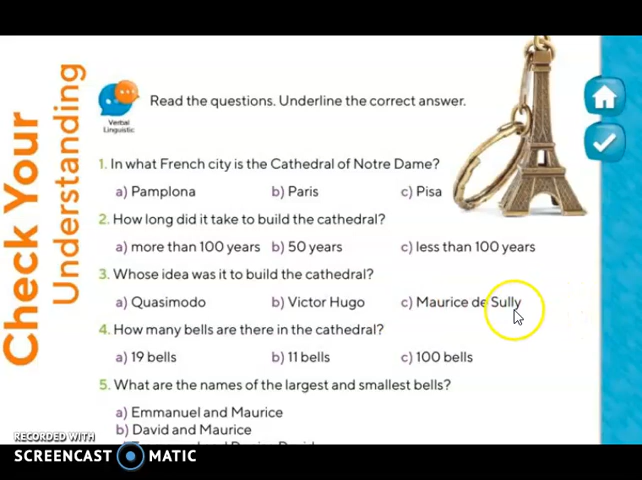 Check Your
Understanding
Verbal
Linguistic
Read the questions. Underline the correct answer.
1. In what French city is the Cathedral of Notre Dame?
a) Pamplona b) Paris c) Pisa
2. How long did it take to build the cathedral?
a) more than 100 years b) 50 years c) less than 100 years
3. Whose idea was it to build the cathedral?
a) Quasimodo b) Victor Hugo c) Maurice de Sully
4. How many bells are there in the cathedral?
a) 19 bells b) 11 bells c) 100 bells
5. What are the names of the largest and smallest bells?
a) Emmanuel and Maurice
b) David and Maurice
RECORDED WITH
SCREENCAST MATIC